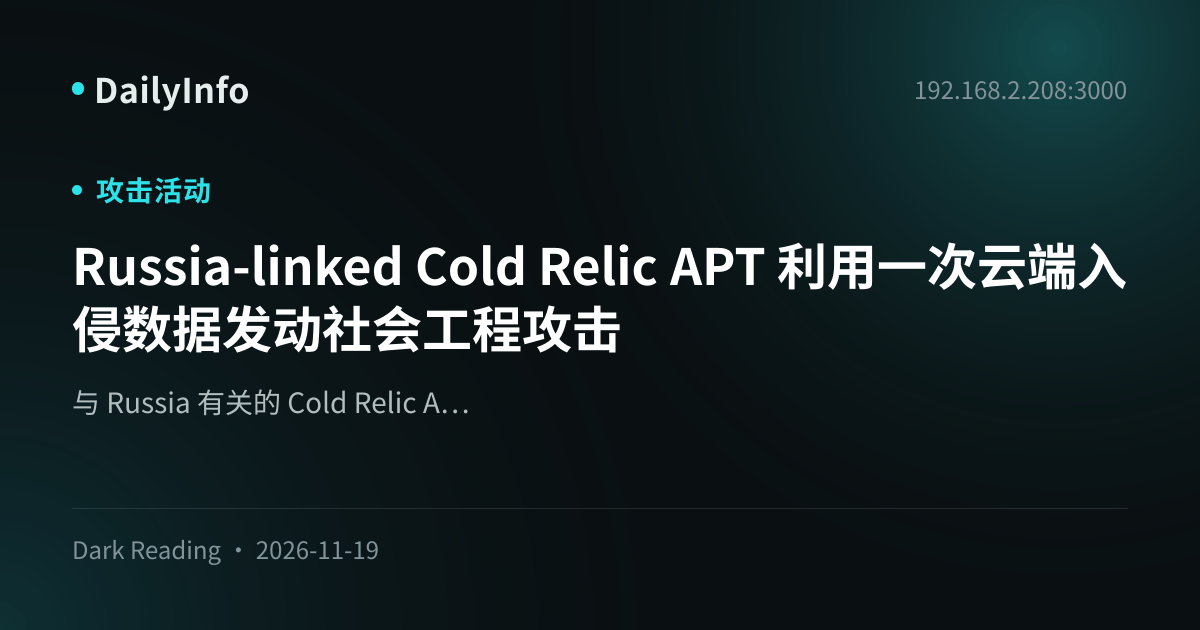 DailyInfo
192.168.2.208:3000
攻击活动
Russia-linked Cold Relic APT 利用一次云端入
侵数据发动社会工程攻击
与 Russia 有关的 Cold Relic A…
Dark Reading • 2026-11-19